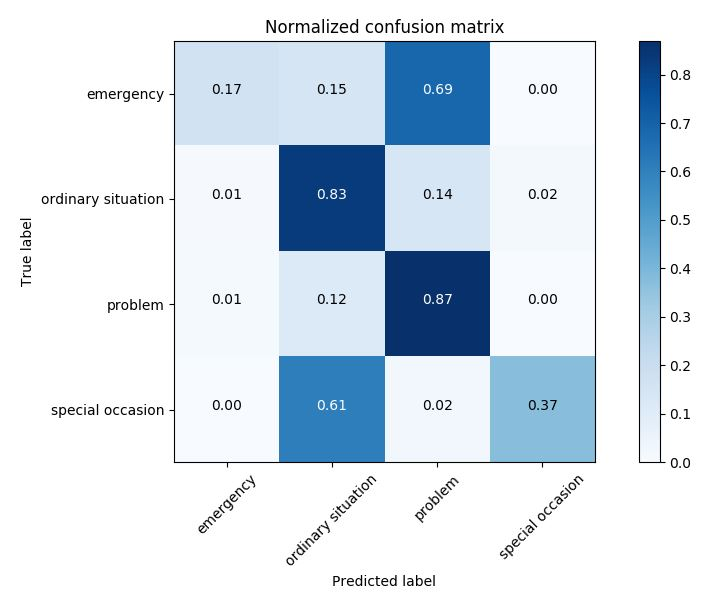 Normalized confusion matrix
emergency 0.17 0.15 0.69 0.00
ordinary situation 0.01 0.83 0.14 0.02
problem 0.01 0.12 0.87 0.00
special occasion 0.00 0.61 0.02 0.37
True label
emergency ordinary situation problem special occasion
Predicted label
0.8
0.7
0.6
0.5
0.4
0.3
0.2
0.1
0.0